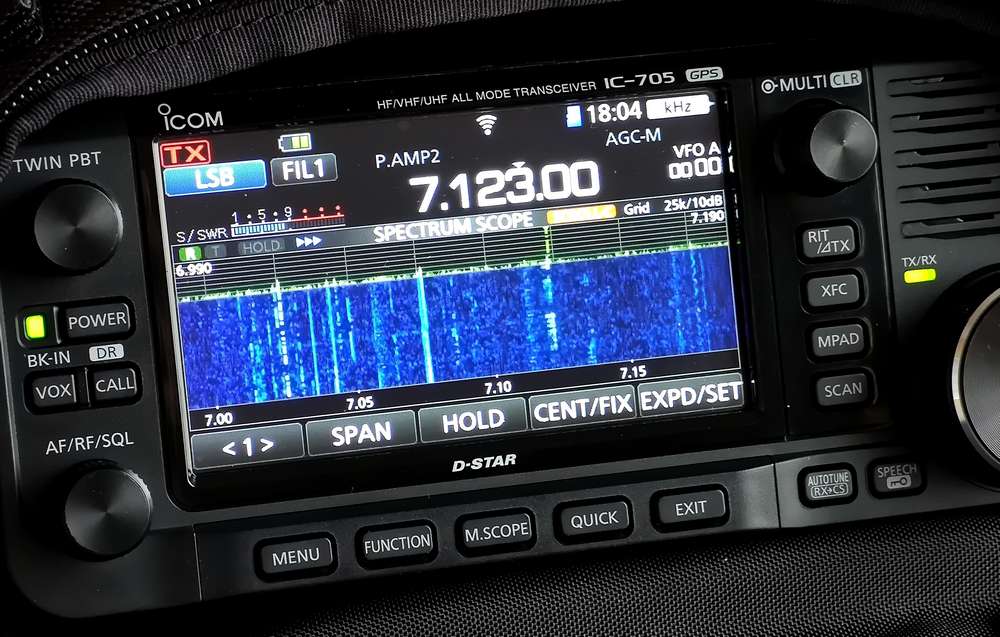 ICOM
HF/VHF/UHF ALL MODE TRANSCEIVER IC-705 GPS
MULTI CLR
TWIN PBT
TX
18:04 kHz
LSB FIL1 P.AMP2 AGC-M
7.123.00
VFO A
00
S/SWR 1·5·9
SPECTRUM SCOPE
Grid 25k/10dB
R T HOLD
6.990
7.190
7.00 7.05 7.10 7.15
<1> SPAN HOLD CENT/FIX EXPD/SET
D-STAR
POWER
BK-IN DR
VOX CALL
AF/RF/SQL
RIT/⊿TX
TX/RX
XFC
MPAD
SCAN
AUTOTUNE
RX→CS
SPEECH
MENU FUNCTION M.SCOPE QUICK EXIT